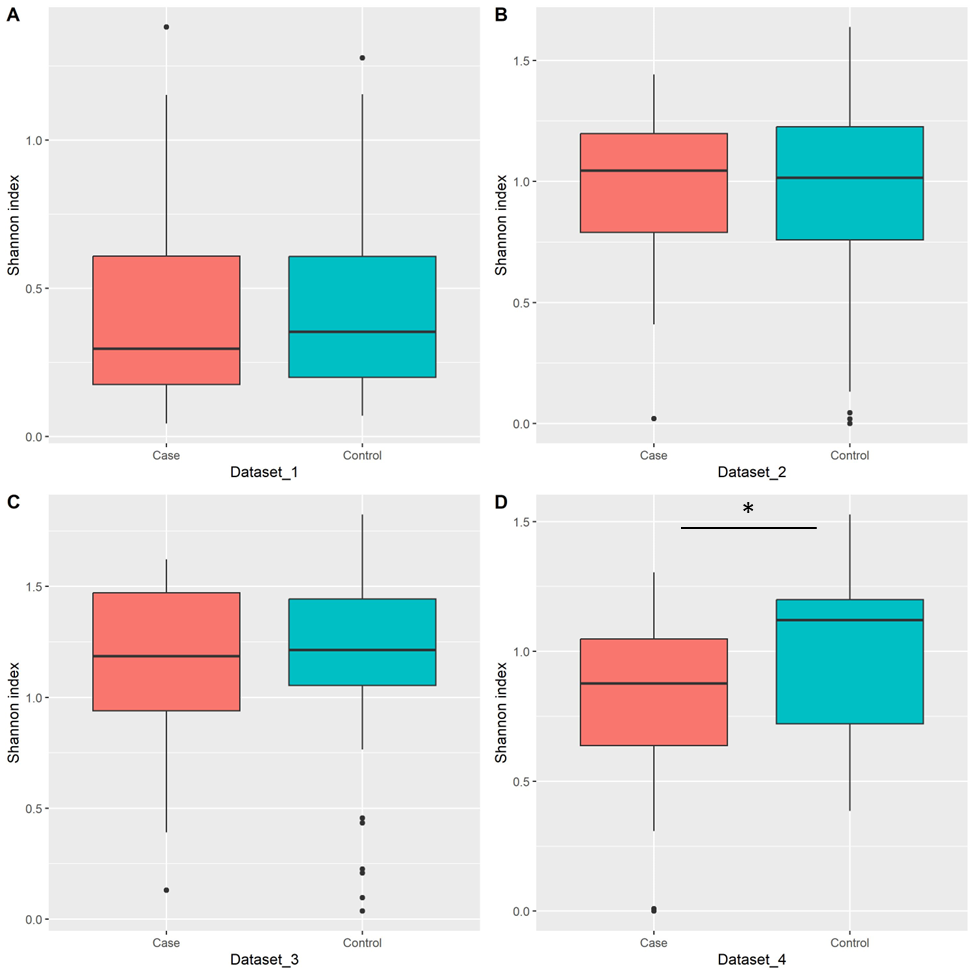 A
Shannon index
1.0
0.5
0.0
Case Control
Dataset_1
B
Shannon index
1.5
1.0
0.5
0.0
Case Control
Dataset_2
C
Shannon index
1.5
1.0
0.5
0.0
Case Control
Dataset_3
D
*
Shannon index
1.5
1.0
0.5
0.0
Case Control
Dataset_4